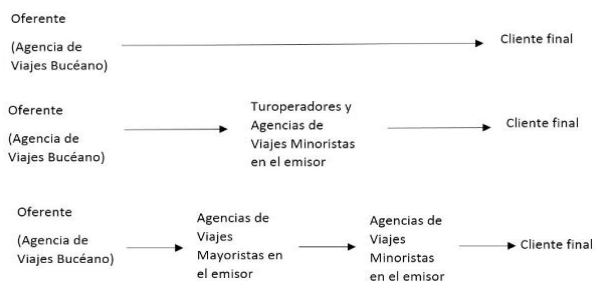 Oferente
(Agencia de
Viajes Bucéano)
Cliente final
Oferente
(Agencia de
Viajes Bucéano)
Turoperadores y
Agencias de
Viajes Minoristas
en el emisor
Cliente final
Oferente
(Agencia de
Viajes Bucéano)
Agencias de
Viajes
Mayoristas en
el emisor
Agencias de
Viajes
Minoristas
en el emisor
Cliente final